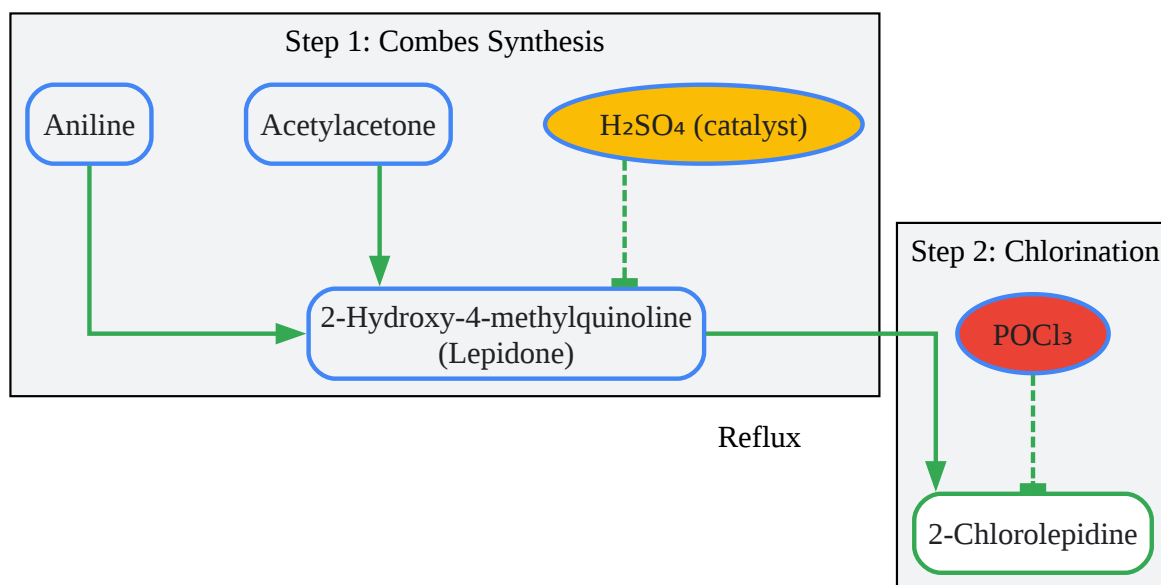 Step 1: Combes Synthesis
Aniline
Acetylacetone
H₂SO₄ (catalyst)
2-Hydroxy-4-methylquinoline
(Lepidone)
Reflux
Step 2: Chlorination
POCl₃
2-Chlorolepidine